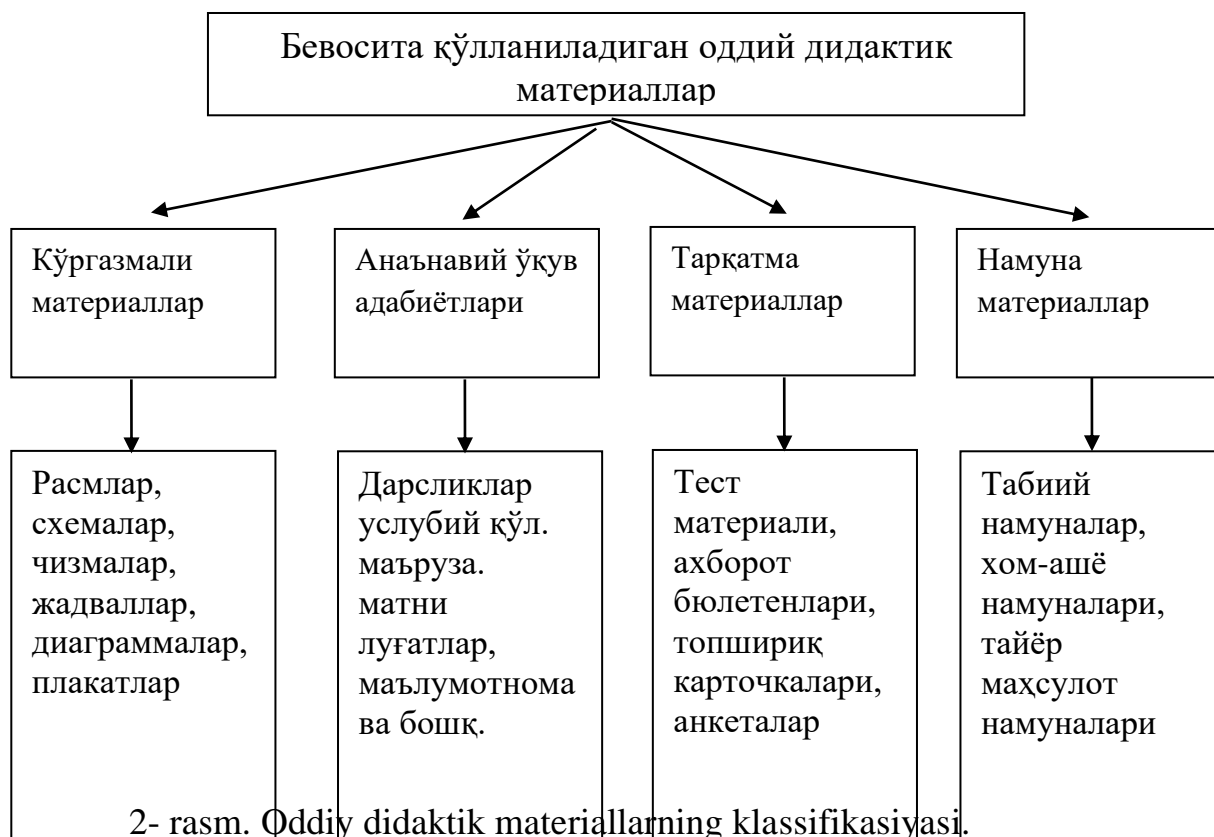 Бевосита қўлланиладиган оддий дидактик
материаллар
Кўргазмали
материаллар
Анаънавий ўқув
адабиётлари
Тарқатма
материаллар
Намуна
материаллар
Расмлар,
схемалар,
чизмалар,
жадваллар,
диаграммалар,
плакатлар
Дарсликлар
услубий қўл.
маъруза.
матни
луғатлар,
маълумотнома
ва бошқ.
Тест
материали,
ахборот
бюлетенлари,
топшириқ
карточкалари,
анкеталар
Табиий
намуналар,
хом-ашё
намуналари,
тайёр
маҳсулот
намуналари
2- rasm. Oddiy didaktik materiallarning klassifikasiyasi.